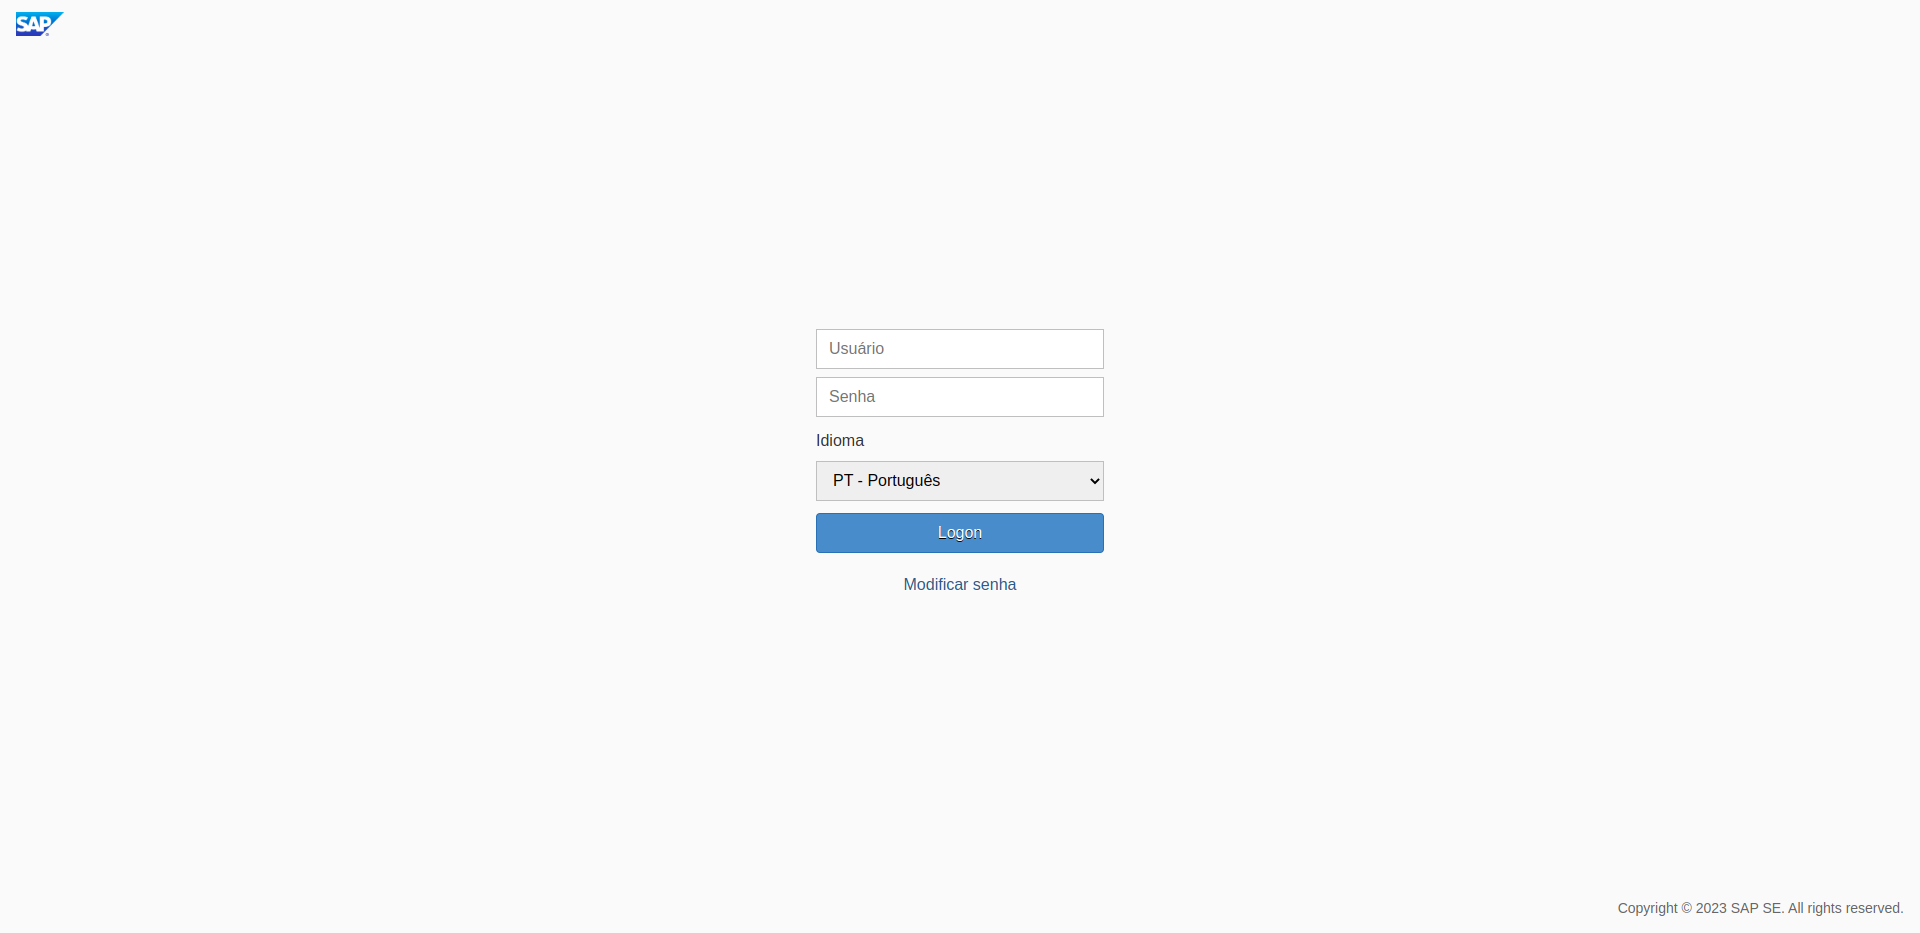 SAP
Usuário
Senha
Idioma
PT - Português
Logon
Modificar senha
Copyright © 2023 SAP SE. All rights reserved.